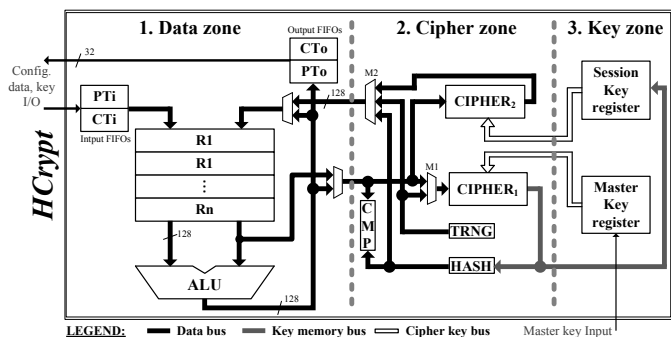 1. Data zone
2. Cipher zone
3. Key zone
Output FIFOs
32
CTo
PTo
Config.
data, key
I/O
PTi
CTi
Intput FIFOs
HCrypt
R1
R1
⋮
Rn
128
ALU
128
128
M2
M1
CIPHER2
CIPHER1
CMP
TRNG
HASH
Session
Key
register
Master
Key
register
LEGEND: Data bus Key memory bus Cipher key bus Master key Input